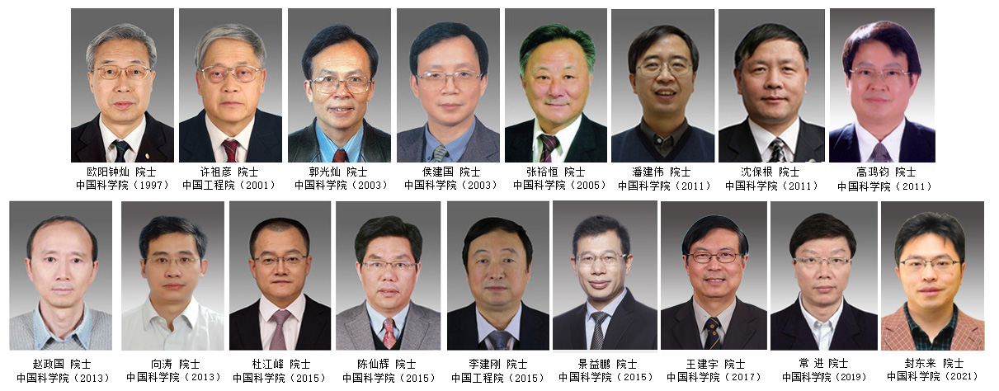 欧阳钟灿 院士
中国科学院（1997）
许祖彦 院士
中国工程院（2001）
郭光灿 院士
中国科学院（2003）
侯建国 院士
中国科学院（2003）
张裕恒 院士
中国科学院（2005）
潘建伟 院士
中国科学院（2011）
沈保根 院士
中国科学院（2011）
高鸿钧 院士
中国科学院（2011）
赵政国 院士
中国科学院（2013）
向涛 院士
中国科学院（2013）
杜江峰 院士
中国科学院（2015）
陈仙辉 院士
中国科学院（2015）
李建刚 院士
中国工程院（2015）
景益鹏 院士
中国科学院（2015）
王建宇 院士
中国科学院（2017）
常 进 院士
中国科学院（2019）
封东来 院士
中国科学院（2021）